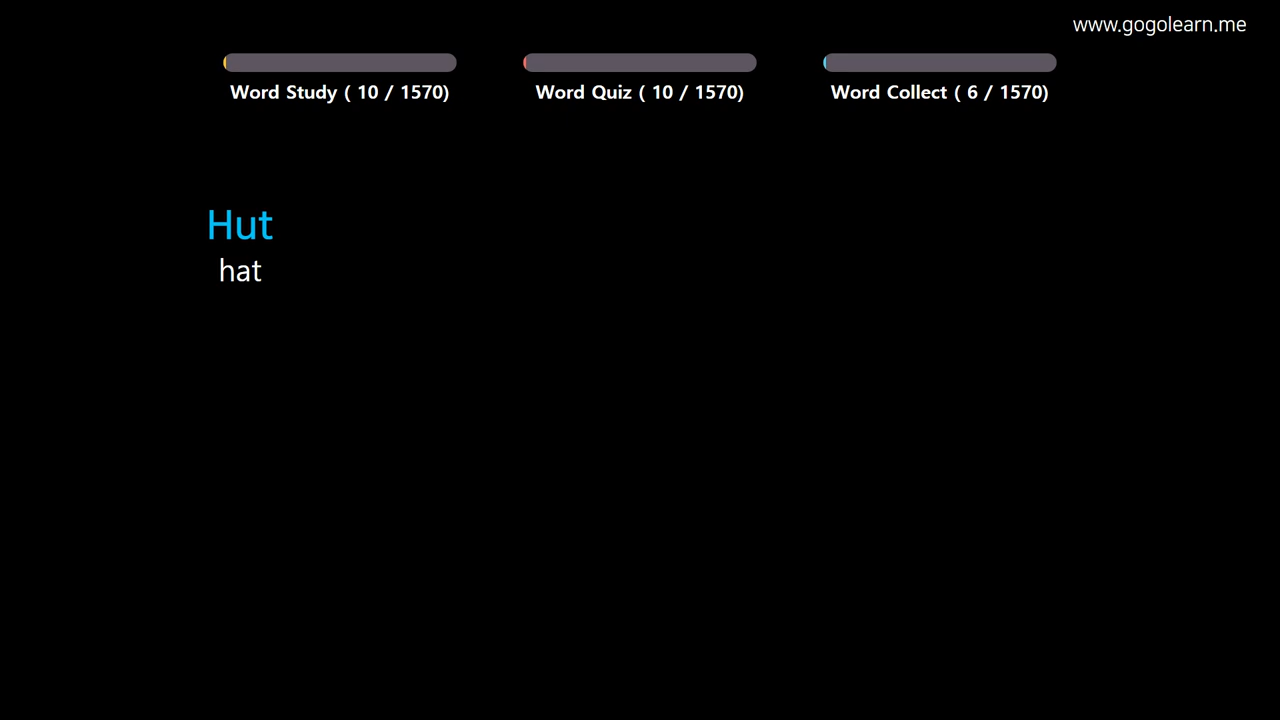 www.gogolearn.me
Word Study ( 10 / 1570)
Word Quiz ( 10 / 1570)
Word Collect ( 6 / 1570)
Hut
hat